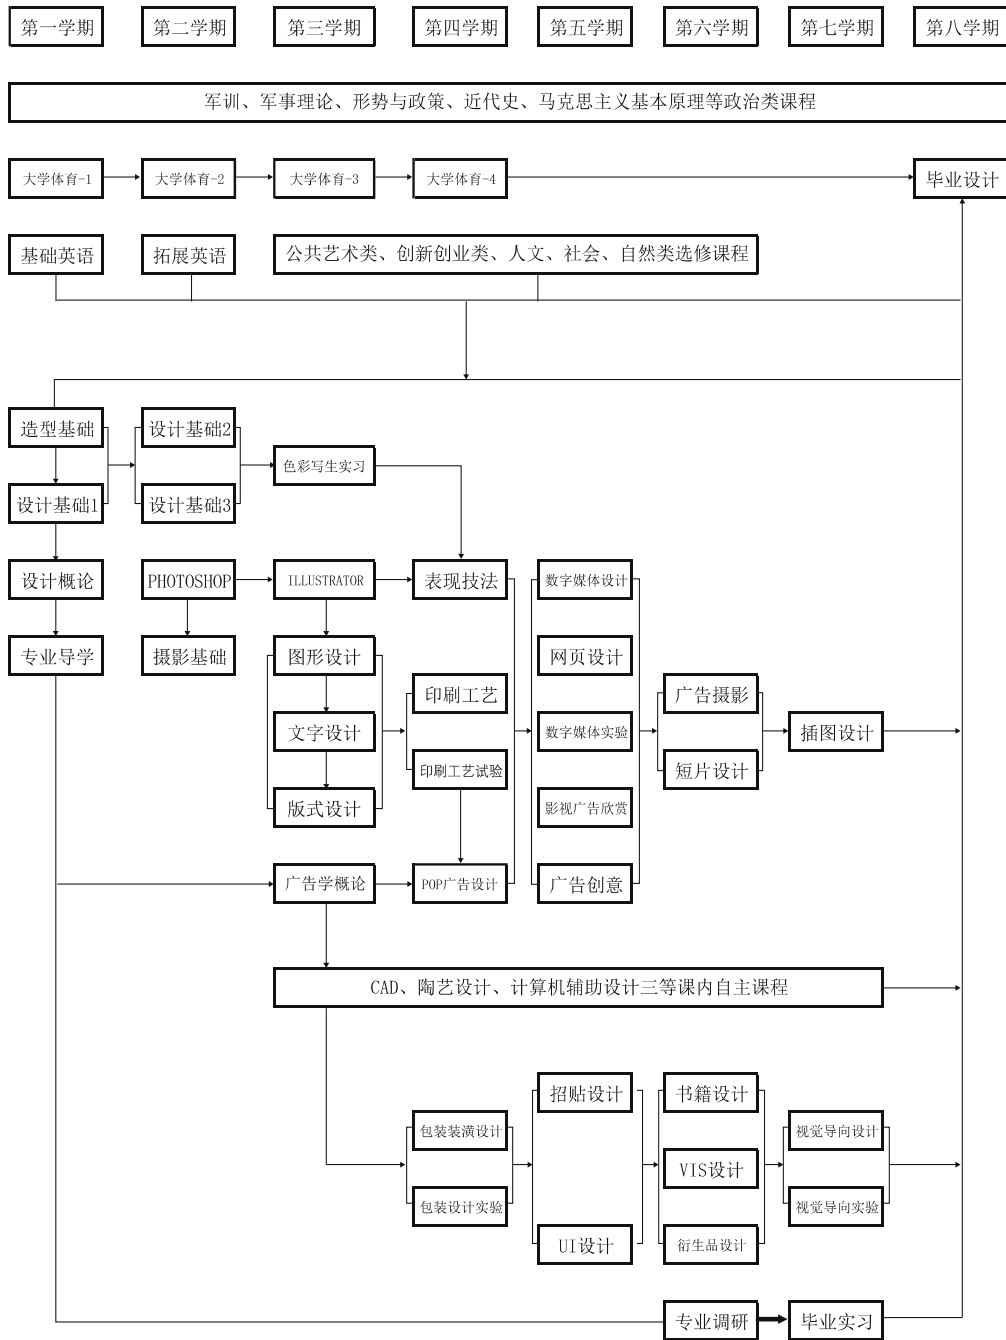 第一学期
第二学期
第三学期
第四学期
第五学期
第六学期
第七学期
第八学期
军训、军事理论、形势与政策、近代史、马克思主义基本原理等政治类课程
大学体育-1
大学体育-2
大学体育-3
大学体育-4
毕业设计
基础英语
拓展英语
公共艺术类、创新创业类、人文、社会、自然类选修课程
造型基础
设计基础2
色彩写生实习
设计基础1
设计基础3
设计概论
PHOTOSHOP
ILLUSTRATOR
表现技法
数字媒体设计
专业导学
摄影基础
图形设计
网页设计
印刷工艺
广告摄影
文字设计
数字媒体实验
插图设计
印刷工艺试验
短片设计
版式设计
影视广告欣赏
广告学概论
POP广告设计
广告创意
CAD、陶艺设计、计算机辅助设计三等课内自主课程
招贴设计
书籍设计
包装装潢设计
视觉导向设计
VIS设计
包装设计实验
视觉导向实验
UI设计
衍生品设计
专业调研
毕业实习